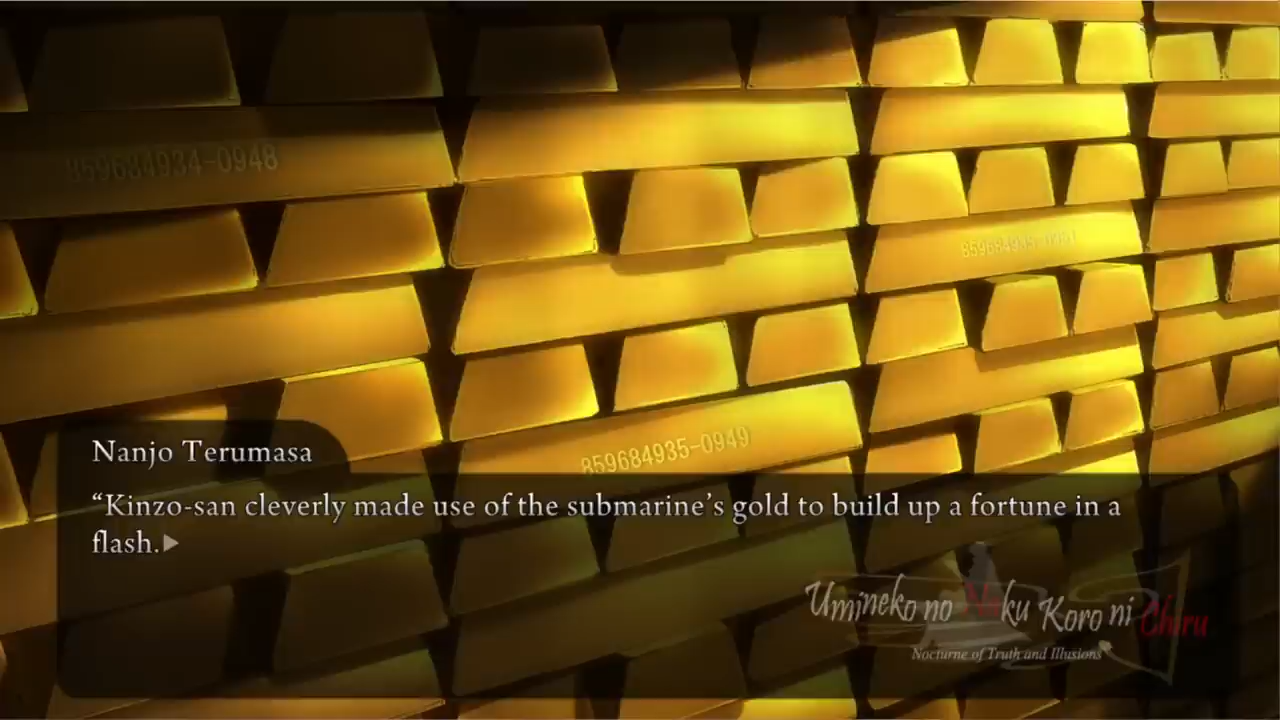 859684934-0948
859684935-0949
Nanjo Terumasa
“Kinzo-san cleverly made use of the submarine’s gold to build up a fortune in a
flash.
Umineko no Naku Koro ni Chiru
Nocturne of Truth and Illusions